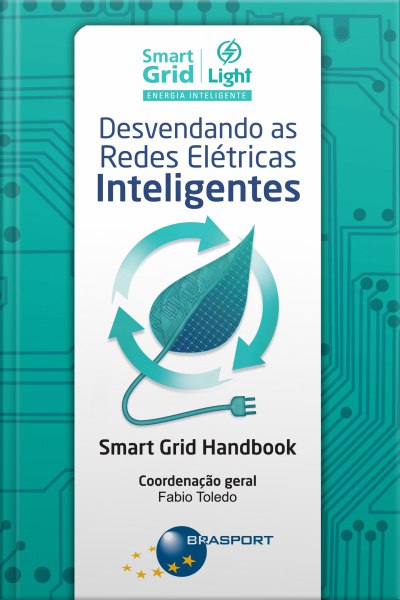 Smart
Grid
Light
ENERGIA INTELIGENTE
Desvendando as
Redes Elétricas
Inteligentes
Smart Grid Handbook
Coordenação geral
Fabio Toledo
BRASPORT